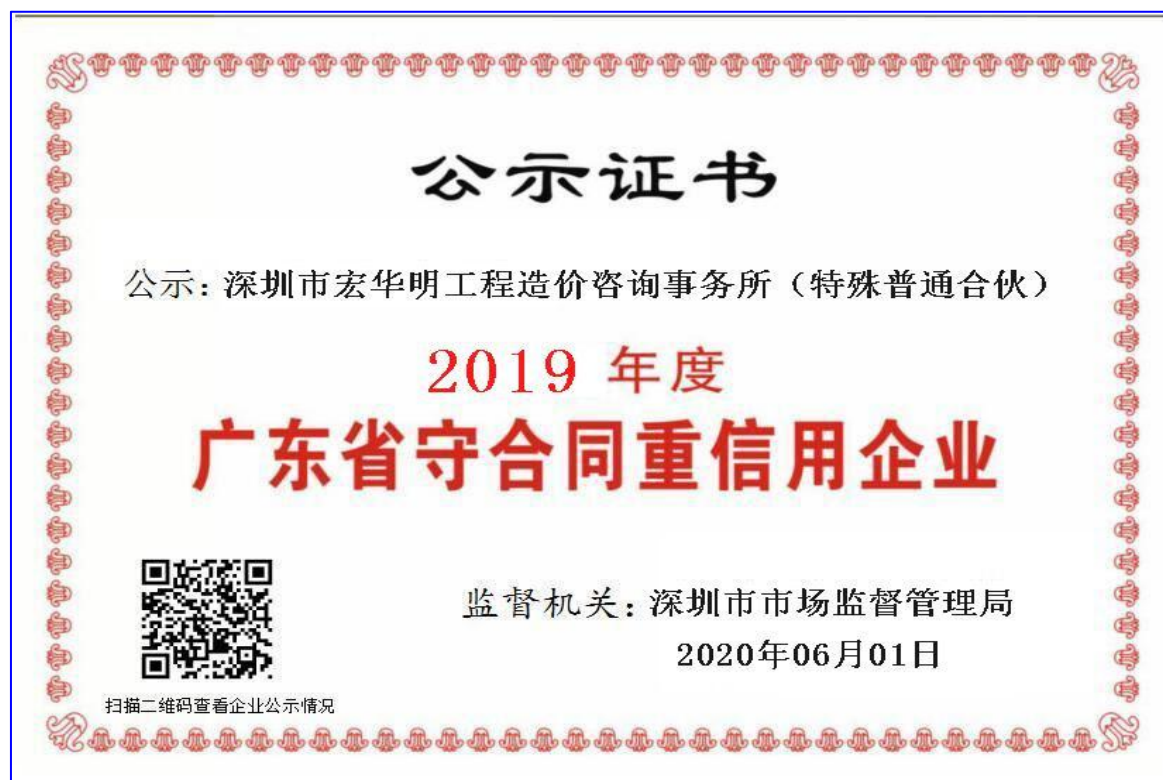 公示证书
公示：深圳市宏华明工程造价咨询事务所（特殊普通合伙）
2019 年度
广东省守合同重信用企业
监督机关：深圳市市场监督管理局
2020年06月01日
扫描二维码查看企业公示情况